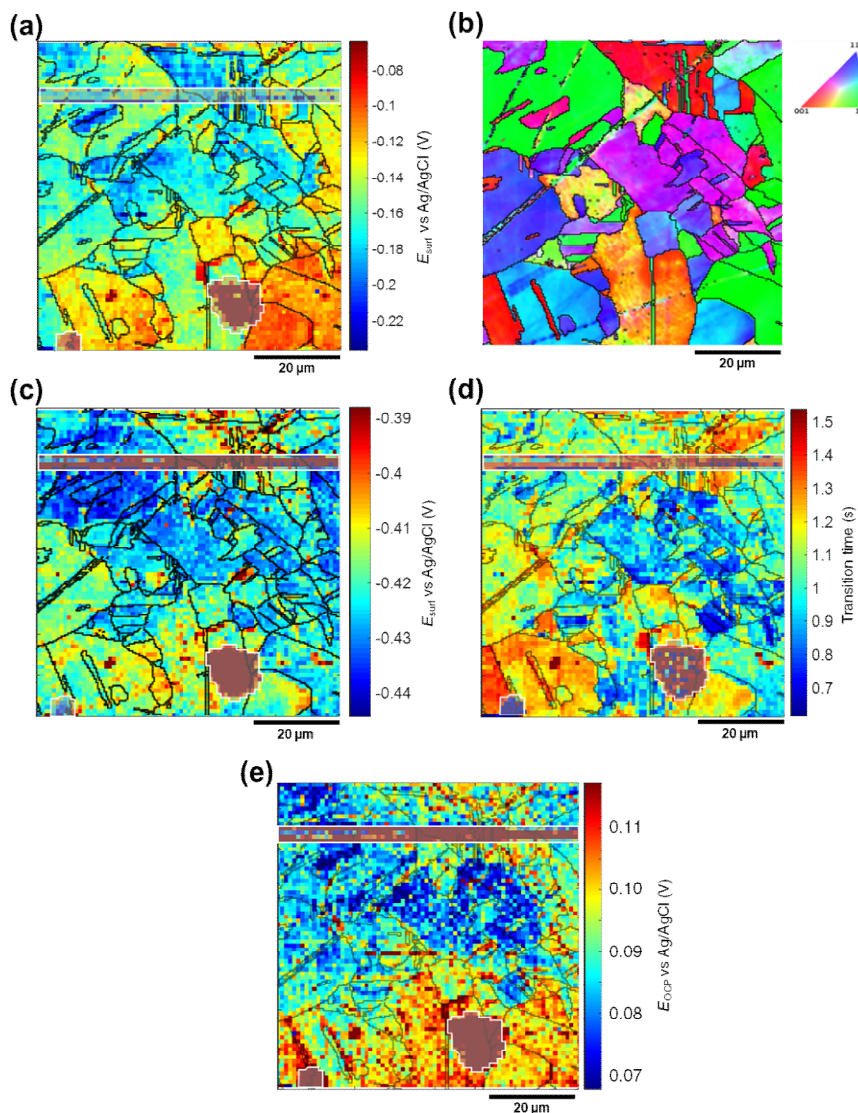 (a)
-0.08
-0.1
-0.12
-0.14
-0.16
-0.18
-0.2
-0.22
E_surf vs Ag/AgCl (V)
20 µm
(b)
001
20 µm
(c)
-0.39
-0.4
-0.41
-0.42
-0.43
-0.44
E_surf vs Ag/AgCl (V)
20 µm
(d)
1.5
1.4
1.3
1.2
1.1
1.0
0.9
0.8
0.7
Transition time (s)
20 µm
(e)
0.11
0.10
0.09
0.08
0.07
E_OCP vs Ag/AgCl (V)
20 µm